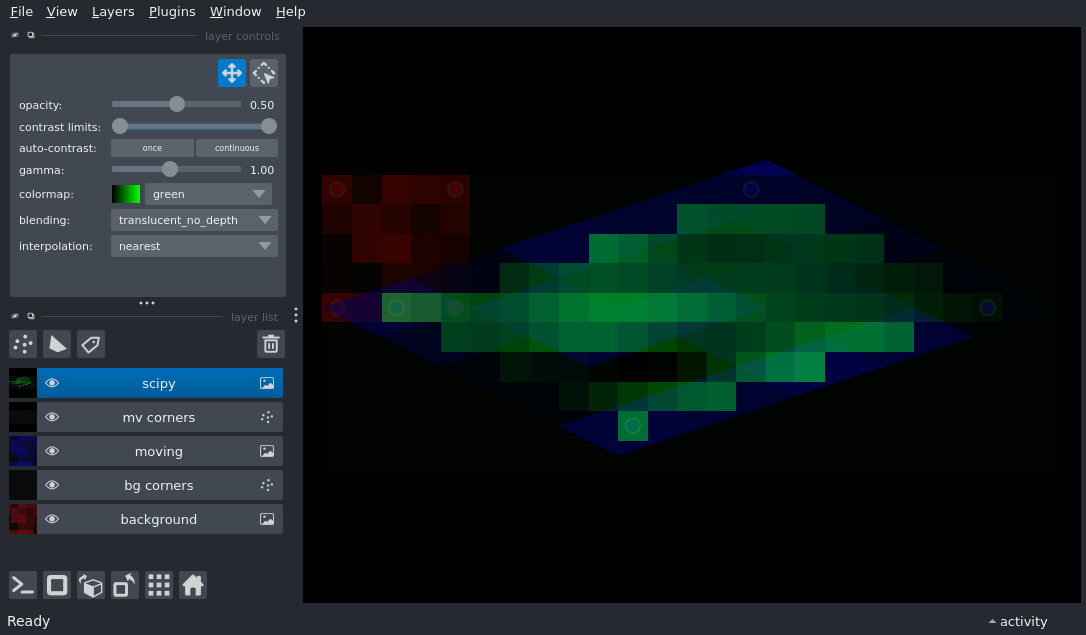 File View Layers Plugins Window Help
layer controls
opacity: 0.50
contrast limits:
auto-contrast: once continuous
gamma: 1.00
colormap: green
blending: translucent_no_depth
interpolation: nearest
layer list
scipy
mv corners
moving
bg corners
background
Ready
activity